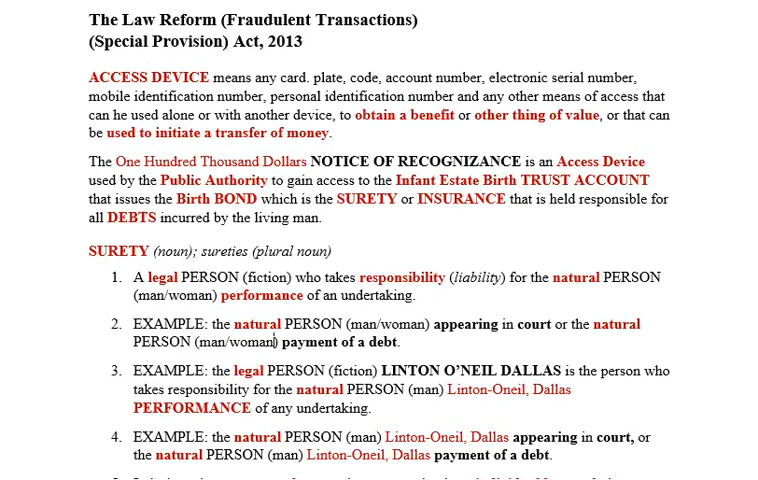 The Law Reform (Fraudulent Transactions)
(Special Provision) Act, 2013
ACCESS DEVICE means any card. plate, code, account number, electronic serial number,
mobile identification number, personal identification number and any other means of access that
can he used alone or with another device, to obtain a benefit or other thing of value, or that can
be used to initiate a transfer of money.
The One Hundred Thousand Dollars NOTICE OF RECOGNIZANCE is an Access Device
used by the Public Authority to gain access to the Infant Estate Birth TRUST ACCOUNT
that issues the Birth BOND which is the SURETY or INSURANCE that is held responsible for
all DEBTS incurred by the living man.
SURETY (noun); sureties (plural noun)
1. A legal PERSON (fiction) who takes responsibility (liability) for the natural PERSON
(man/woman) performance of an undertaking.
2. EXAMPLE: the natural PERSON (man/woman) appearing in court or the natural
PERSON (man/woman) payment of a debt.
3. EXAMPLE: the legal PERSON (fiction) LINTON O’NEIL DALLAS is the person who
takes responsibility for the natural PERSON (man) Linton-Oneil, Dallas
PERFORMANCE of any undertaking.
4. EXAMPLE: the natural PERSON (man) Linton-Oneil, Dallas appearing in court, or
the natural PERSON (man) Linton-Oneil, Dallas payment of a debt.